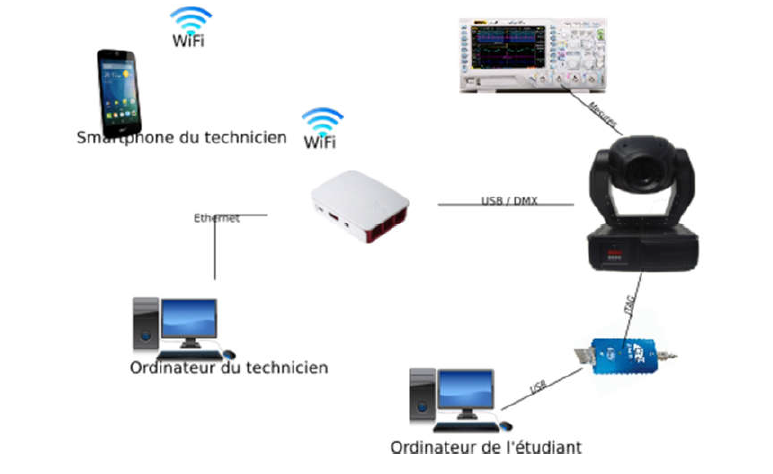 WiFi
Smartphone du technicien
WiFi
Mesures
USB / DMX
Ethernet
JTAG
Ordinateur du technicien
USB
Ordinateur de l'étudiant